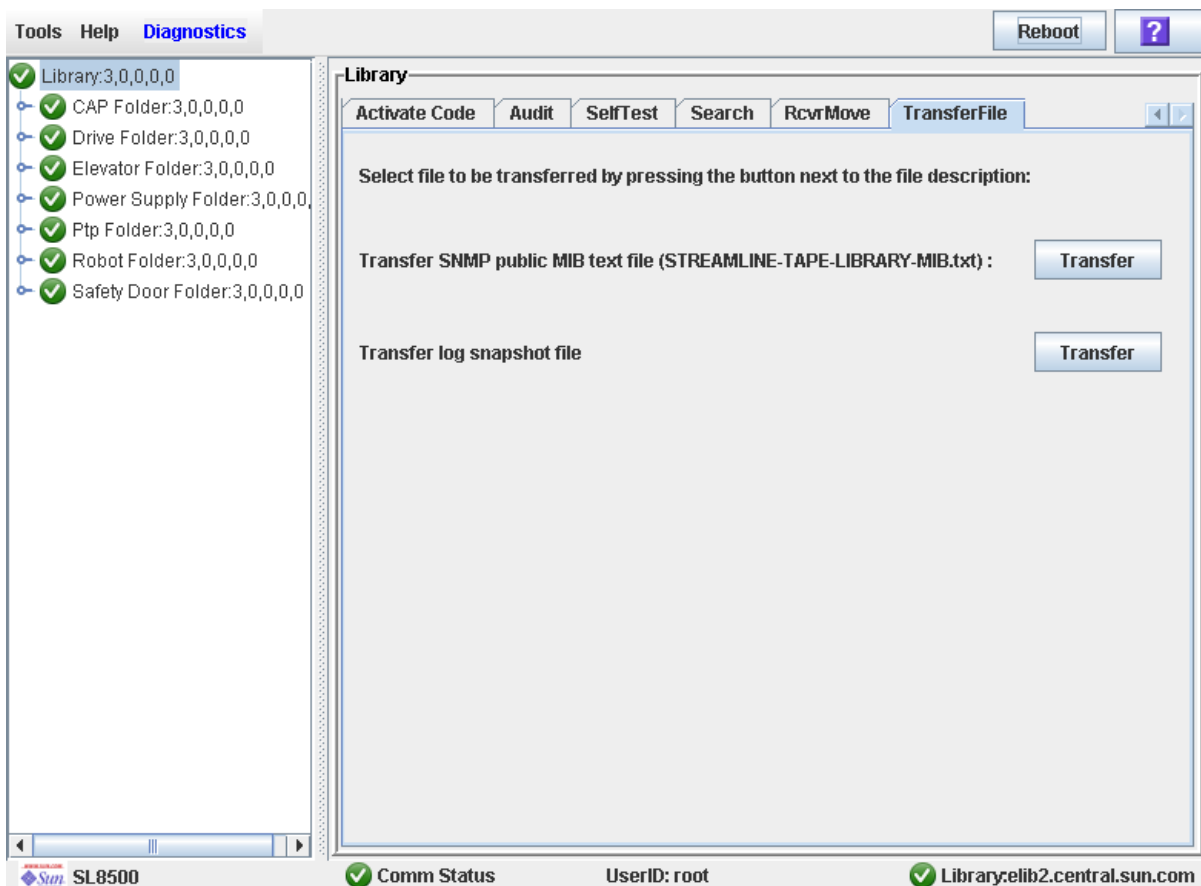 Tools Help Diagnostics
Reboot
?
Library:3,0,0,0,0
CAP Folder:3,0,0,0,0
Drive Folder:3,0,0,0,0
Elevator Folder:3,0,0,0,0
Power Supply Folder:3,0,0,0,
Ptp Folder:3,0,0,0,0
Robot Folder:3,0,0,0,0
Safety Door Folder:3,0,0,0,0
Library
Activate Code Audit SelfTest Search RcvrMove TransferFile
Select file to be transferred by pressing the button next to the file description:
Transfer SNMP public MIB text file (STREAMLINE-TAPE-LIBRARY-MIB.txt) : Transfer
Transfer log snapshot file Transfer
Sun SL8500 Comm Status UserID: root Library:elib2.central.sun.com